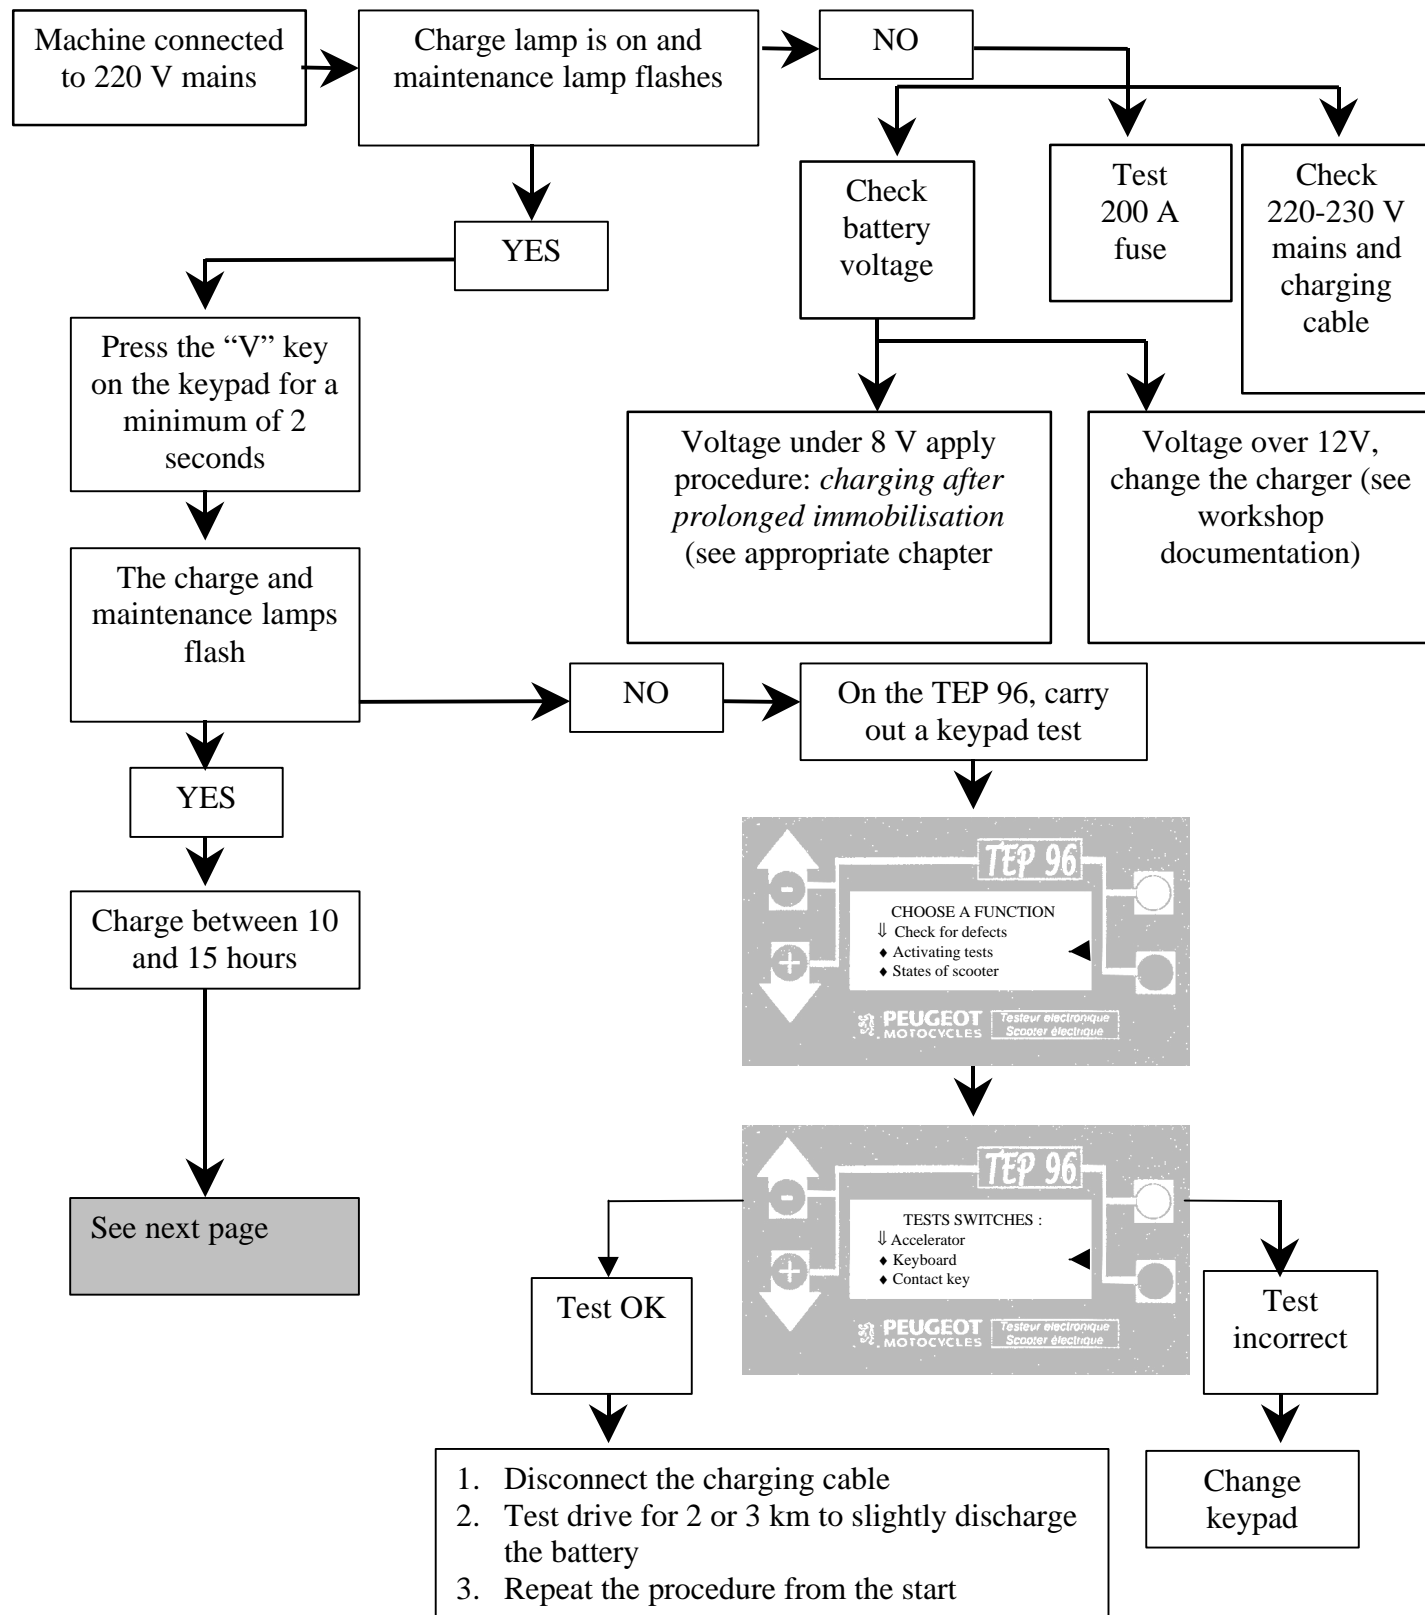 Machine connected
to 220 V mains
Charge lamp is on and
maintenance lamp flashes
NO
Check
battery
voltage
Test
200 A
fuse
Check
220-230 V
mains and
charging
cable
YES
Press the “V” key
on the keypad for a
minimum of 2
seconds
Voltage under 8 V apply
procedure: charging after
prolonged immobilisation
(see appropriate chapter
Voltage over 12V,
change the charger (see
workshop
documentation)
The charge and
maintenance lamps
flash
NO
On the TEP 96, carry
out a keypad test
YES
Charge between 10
and 15 hours
See next page
TEP 96
-
+
CHOOSE A FUNCTION
⇓ Check for defects
♦ Activating tests
♦ States of scooter
PEUGEOT
MOTOCYCLES
Testeur électronique
Scooter électrique
TEP 96
-
+
TESTS SWITCHES :
⇓ Accelerator
♦ Keyboard
♦ Contact key
PEUGEOT
MOTOCYCLES
Testeur électronique
Scooter électrique
Test OK
Test
incorrect
1. Disconnect the charging cable
2. Test drive for 2 or 3 km to slightly discharge
the battery
3. Repeat the procedure from the start
Change
keypad